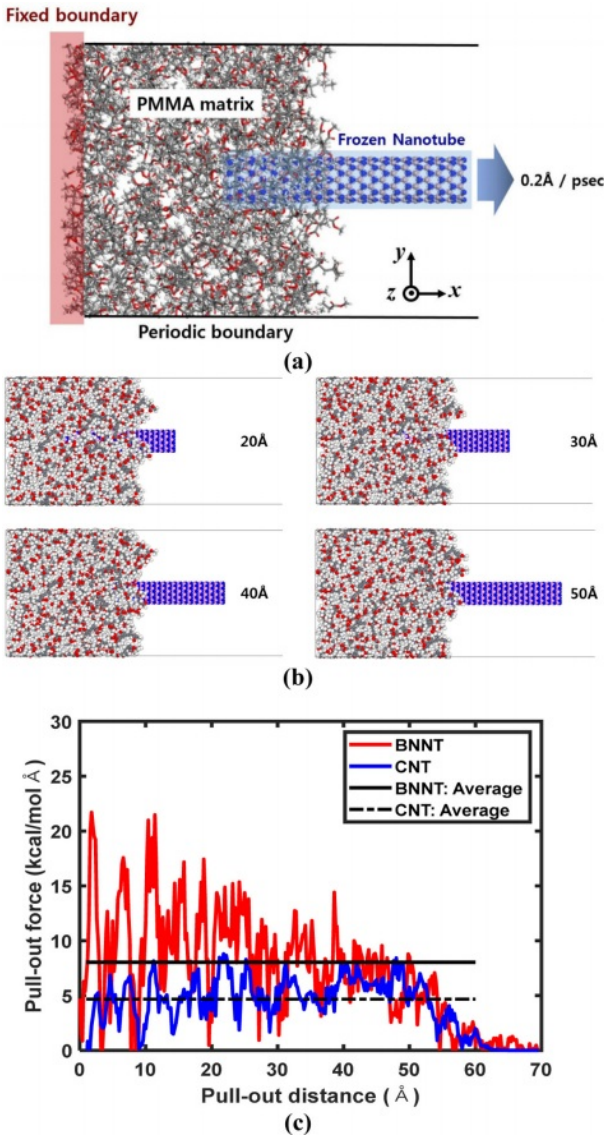 Fixed boundary
PMMA matrix
Frozen Nanotube
0.2Å / psec
y
z
x
Periodic boundary
(a)
20Å
30Å
40Å
50Å
(b)
30
25
20
15
10
5
0
Pull-out force (kcal/mol Å)
BNNT
CNT
BNNT: Average
CNT: Average
0 10 20 30 40 50 60 70
Pull-out distance (Å)
(c)